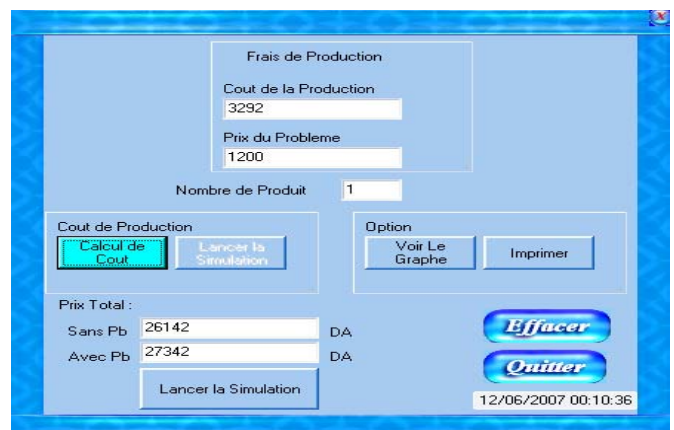 x
Frais de Production
Cout de la Production
3292
Prix du Probleme
1200
Nombre de Produit 1
Cout de Production
Calcul de
Cout
Lancer la
Simulation
Option
Voir Le
Graphe
Imprimer
Prix Total :
Sans Pb 26142 DA
Avec Pb 27342 DA
Lancer la Simulation
Effacer
Quitter
12/06/2007 00:10:36